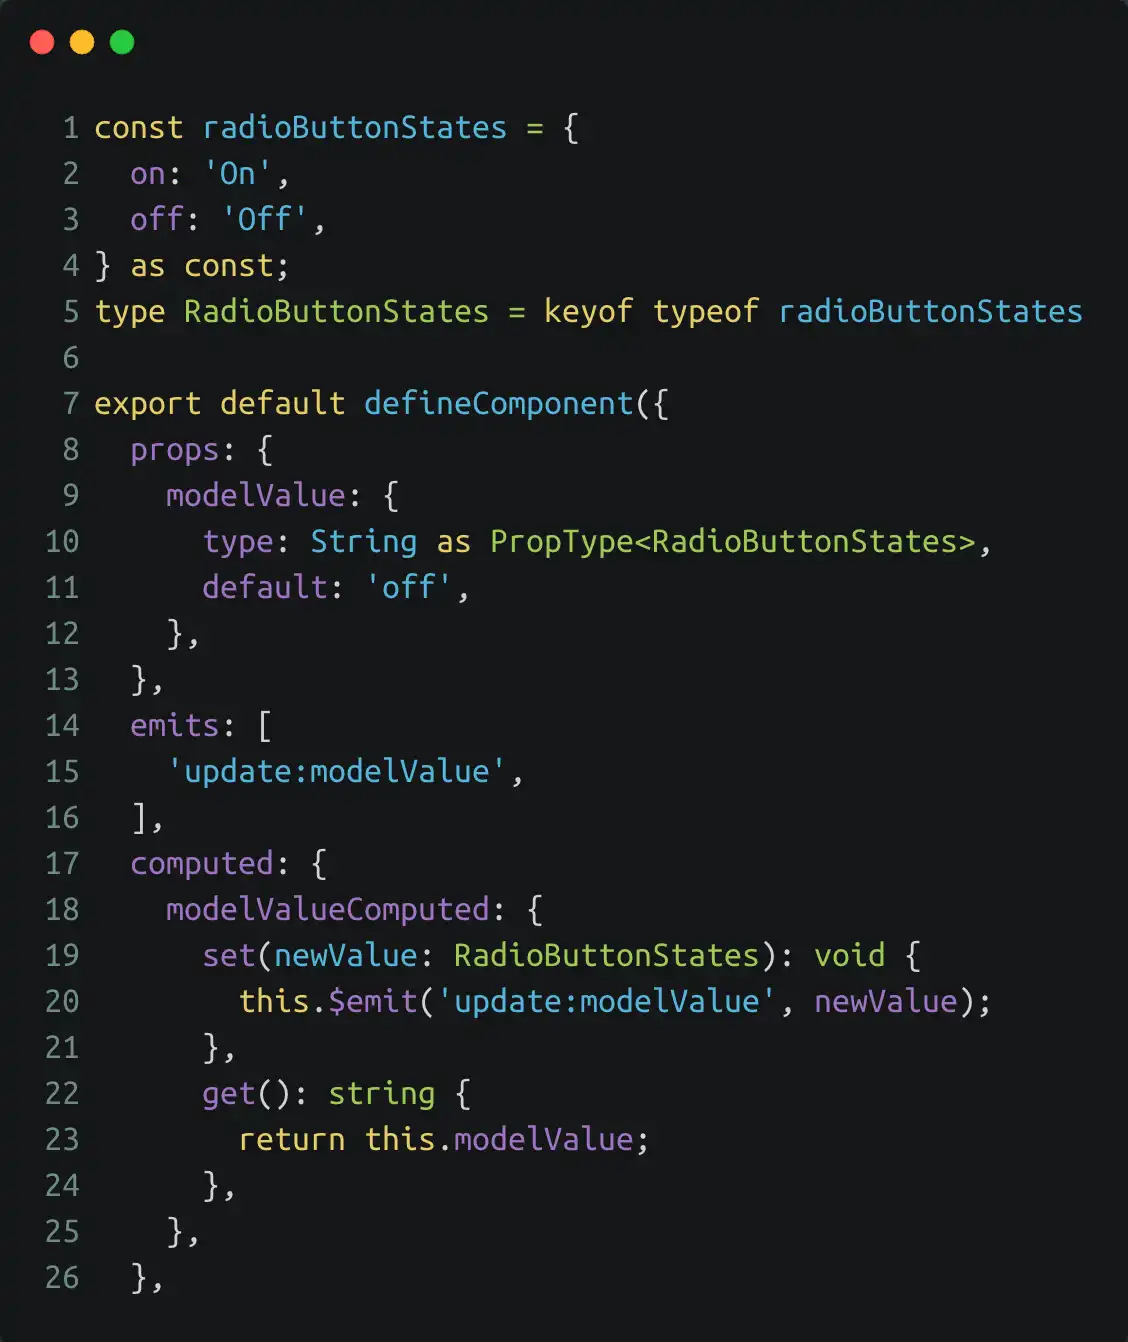 1 const radioButtonStates = {
2   on: 'On',
3   off: 'Off',
4 } as const;
5 type RadioButtonStates = keyof typeof radioButtonStates
6
7 export default defineComponent({
8   props: {
9     modelValue: {
10       type: String as PropType<RadioButtonStates>,
11       default: 'off',
12     },
13   },
14   emits: [
15     'update:modelValue',
16   ],
17   computed: {
18     modelValueComputed: {
19       set(newValue: RadioButtonStates): void {
20         this.$emit('update:modelValue', newValue);
21       },
22       get(): string {
23         return this.modelValue;
24       },
25     },
26   },